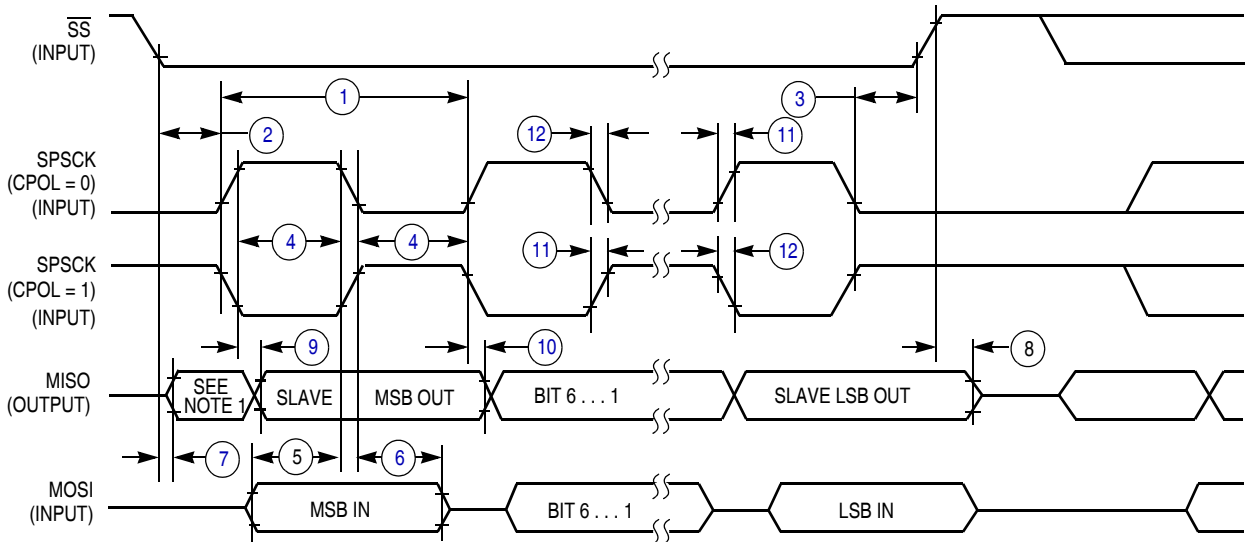 SS
(INPUT)
1
3
2
12
11
SPSCK
(CPOL = 0)
(INPUT)
4
4
11
12
SPSCK
(CPOL = 1)
(INPUT)
9
10
8
MISO
(OUTPUT)
SEE
NOTE 1
SLAVE
MSB OUT
BIT 6 . . . 1
SLAVE LSB OUT
7
5
6
MOSI
(INPUT)
MSB IN
BIT 6 . . . 1
LSB IN